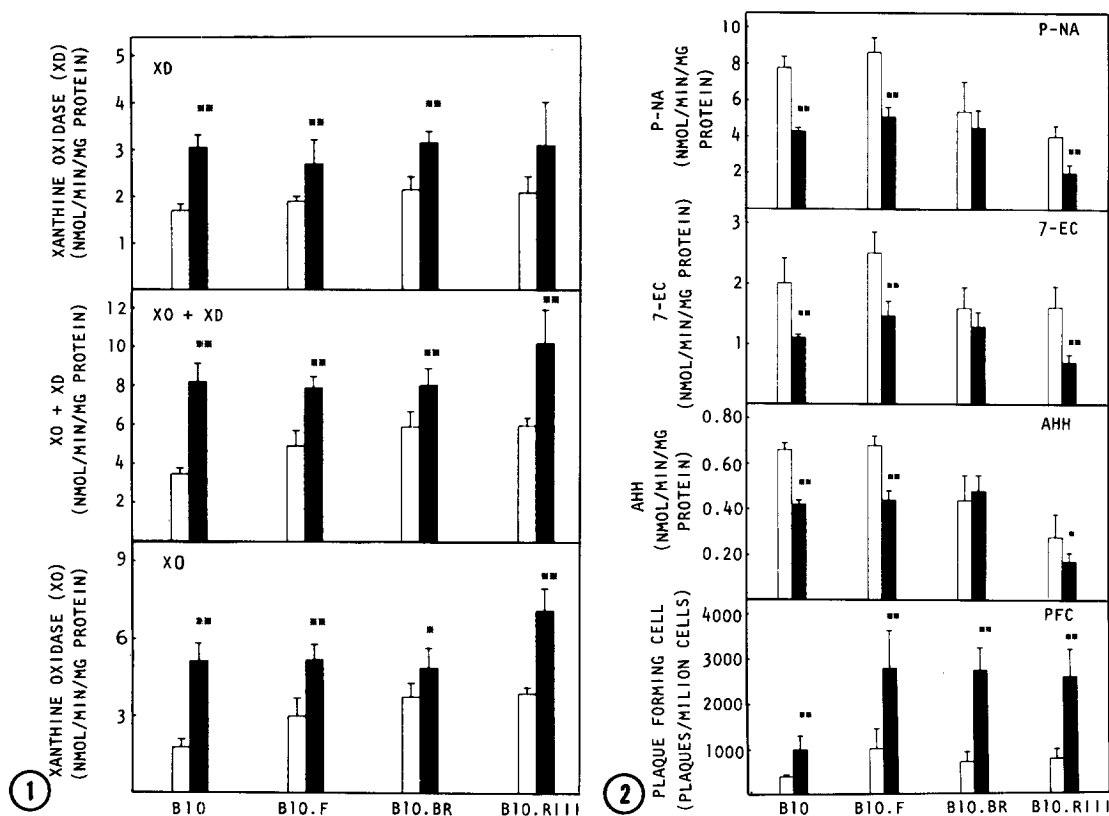 XD
XANTHINE OXIDASE (XD)
(NMOL/MIN/MG PROTEIN)
5
4
3
2
1
**
**
**
XO + XD
XO + XD
(NMOL/MIN/MG PROTEIN)
12
10
8
6
4
2
**
**
**
**
XO
XANTHINE OXIDASE (XO)
(NMOL/MIN/MG PROTEIN)
9
6
3
**
**
*
**
B10
B10.F
B10.BR
B10.RIII
1
P-NA
P-NA
(NMOL/MIN/MG
PROTEIN)
10
8
6
4
2
**
**
**
7-EC
7-EC
(NMOL/MIN/MG PROTEIN)
3
2
1
**
**
**
AHH
AHH
(NMOL/MIN/MG
PROTEIN)
0.80
0.60
0.40
0.20
**
**
*
PFC
PLAQUE FORMING CELL
(PLAQUES/MILION CELLS)
4000
3000
2000
1000
**
**
**
**
B10
B10.F
B10.BR
B10.RIII
2